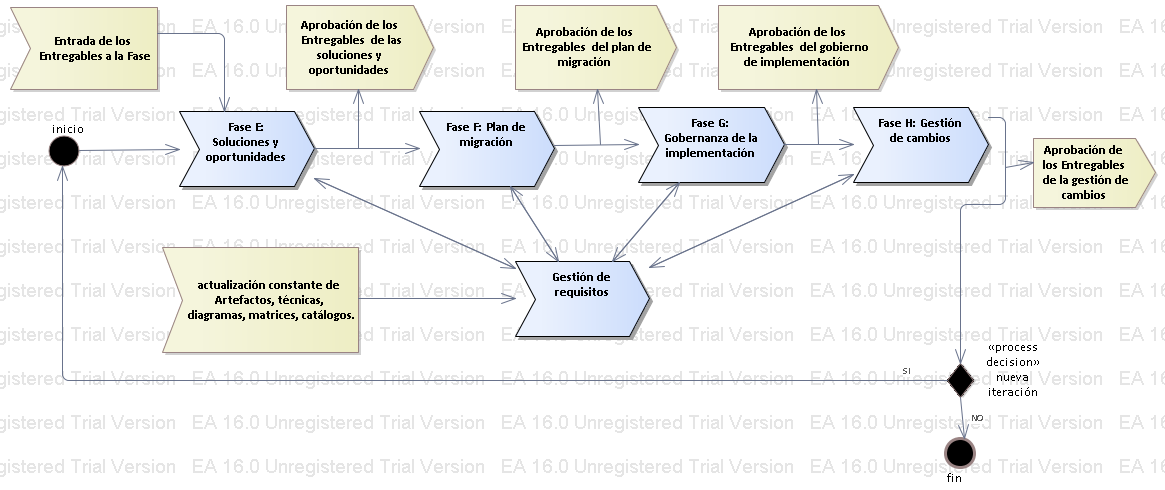 Entrada de los
Entregables a la Fase
Aprobación de los
Entregables de las
soluciones y
oportunidades
Aprobación de los
Entregables del plan de
migración
Aprobación de los
Entregables del gobierno
de implementación
inicio
Fase E:
Soluciones y
oportunidades
Fase F: Plan de
migración
Fase G:
Gobernanza de la
implementación
Fase H: Gestión
de cambios
Aprobación de
los Entregables
de la gestión de
cambios
Gestión de
requisitos
actualización constante de
Artefactos, técnicas,
diagramas, matrices, catálogos.
«process
decision»
nueva
iteración
SI
NO
fin
EA 16.0 Unregistered Trial Version